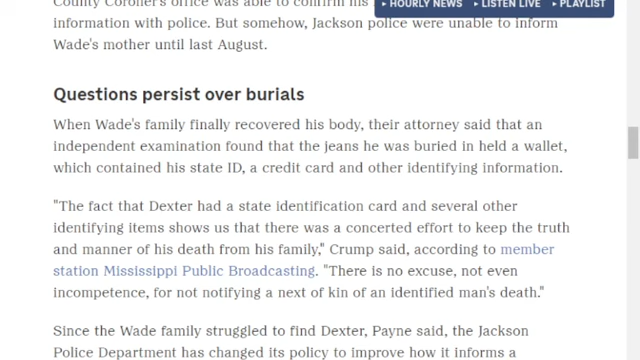 County Coroner's office was able to confirm his
▸ HOURLY NEWS ▸ LISTEN LIVE ▸ PLAYLIST
information with police. But somehow, Jackson police were unable to inform
Wade's mother until last August.
Questions persist over burials
When Wade's family finally recovered his body, their attorney said that an
independent examination found that the jeans he was buried in held a wallet,
which contained his state ID, a credit card and other identifying information.
"The fact that Dexter had a state identification card and several other
identifying items shows us that there was a concerted effort to keep the truth
and manner of his death from his family," Crump said, according to member
station Mississippi Public Broadcasting. "There is no excuse, not even
incompetence, for not notifying a next of kin of an identified man's death."
Since the Wade family struggled to find Dexter, Payne said, the Jackson
Police Department has changed its policy to improve how it informs a